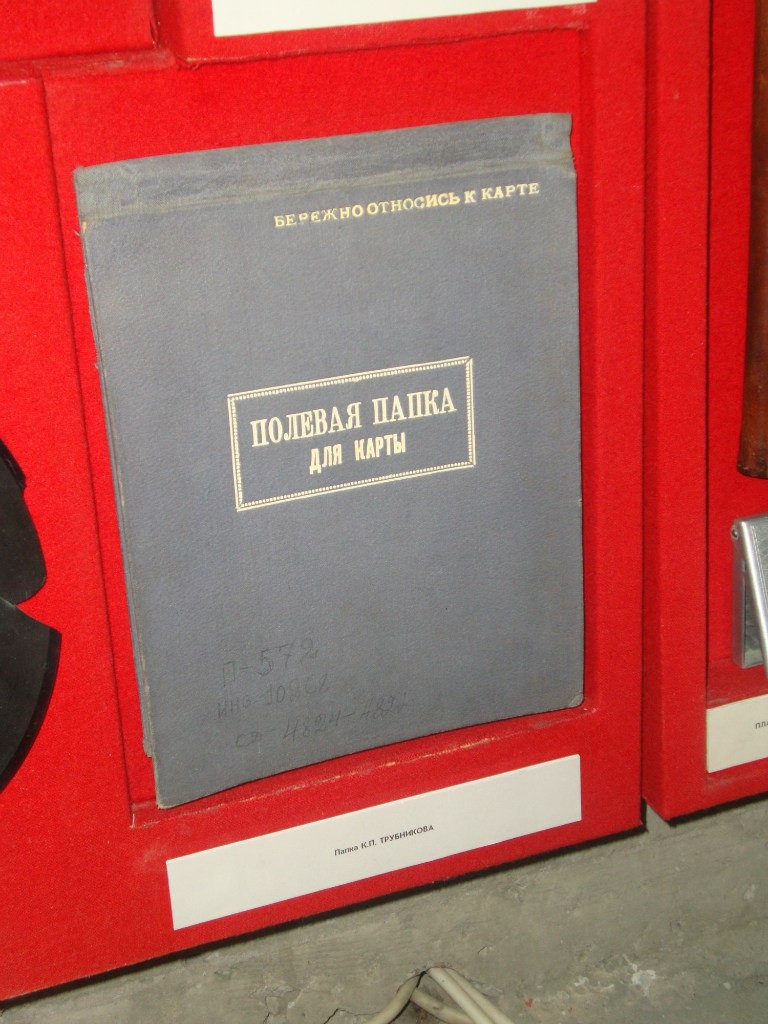 БЕРЕЖНО ОТНОСИСЬ К КАРТЕ
ПОЛЕВАЯ ПАПКА
ДЛЯ КАРТЫ
П-572
Папка К.П. ТРУБНИКОВА